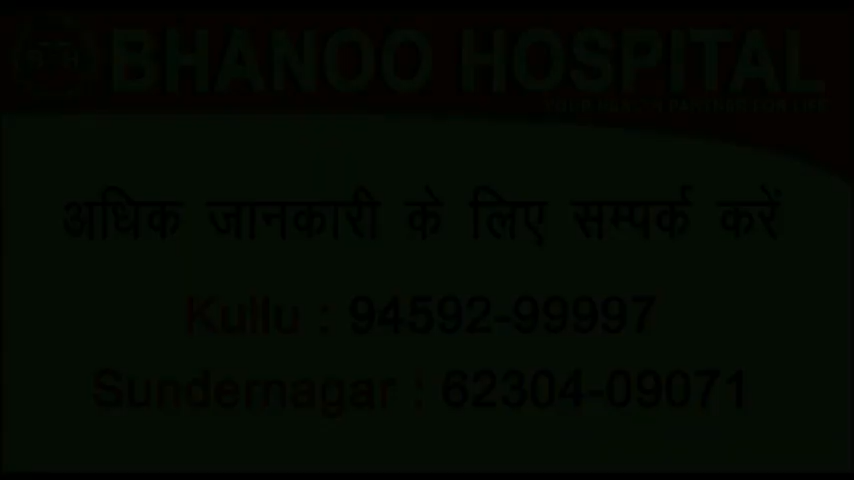 BHANOO HOSPITAL
अधिक जानकारी के लिए सम्पर्क करें
Kullu : 94592-99997
Sundernagar : 62304-09071